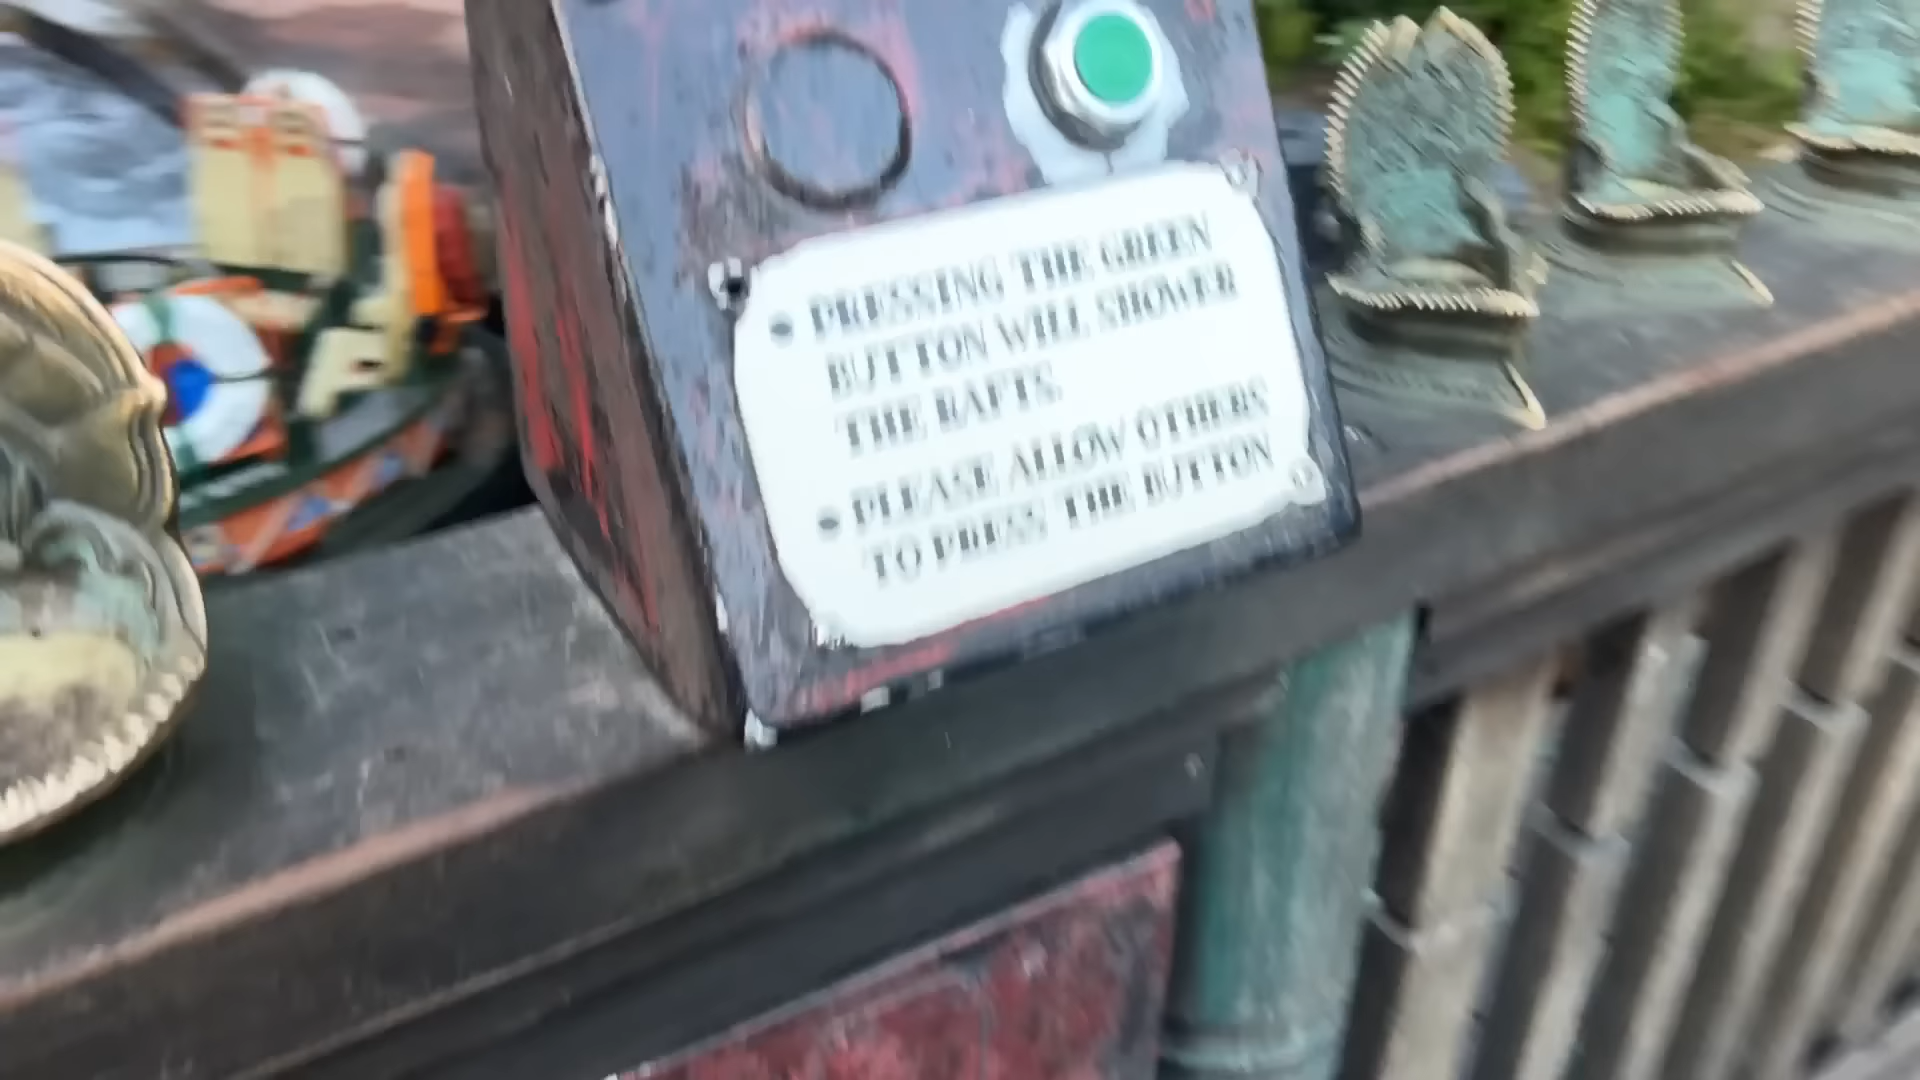 • PRESSING THE GREEN
BUTTON WILL SHOWER
THE RAFTS.
• PLEASE ALLOW OTHERS
TO PRESS THE BUTTON